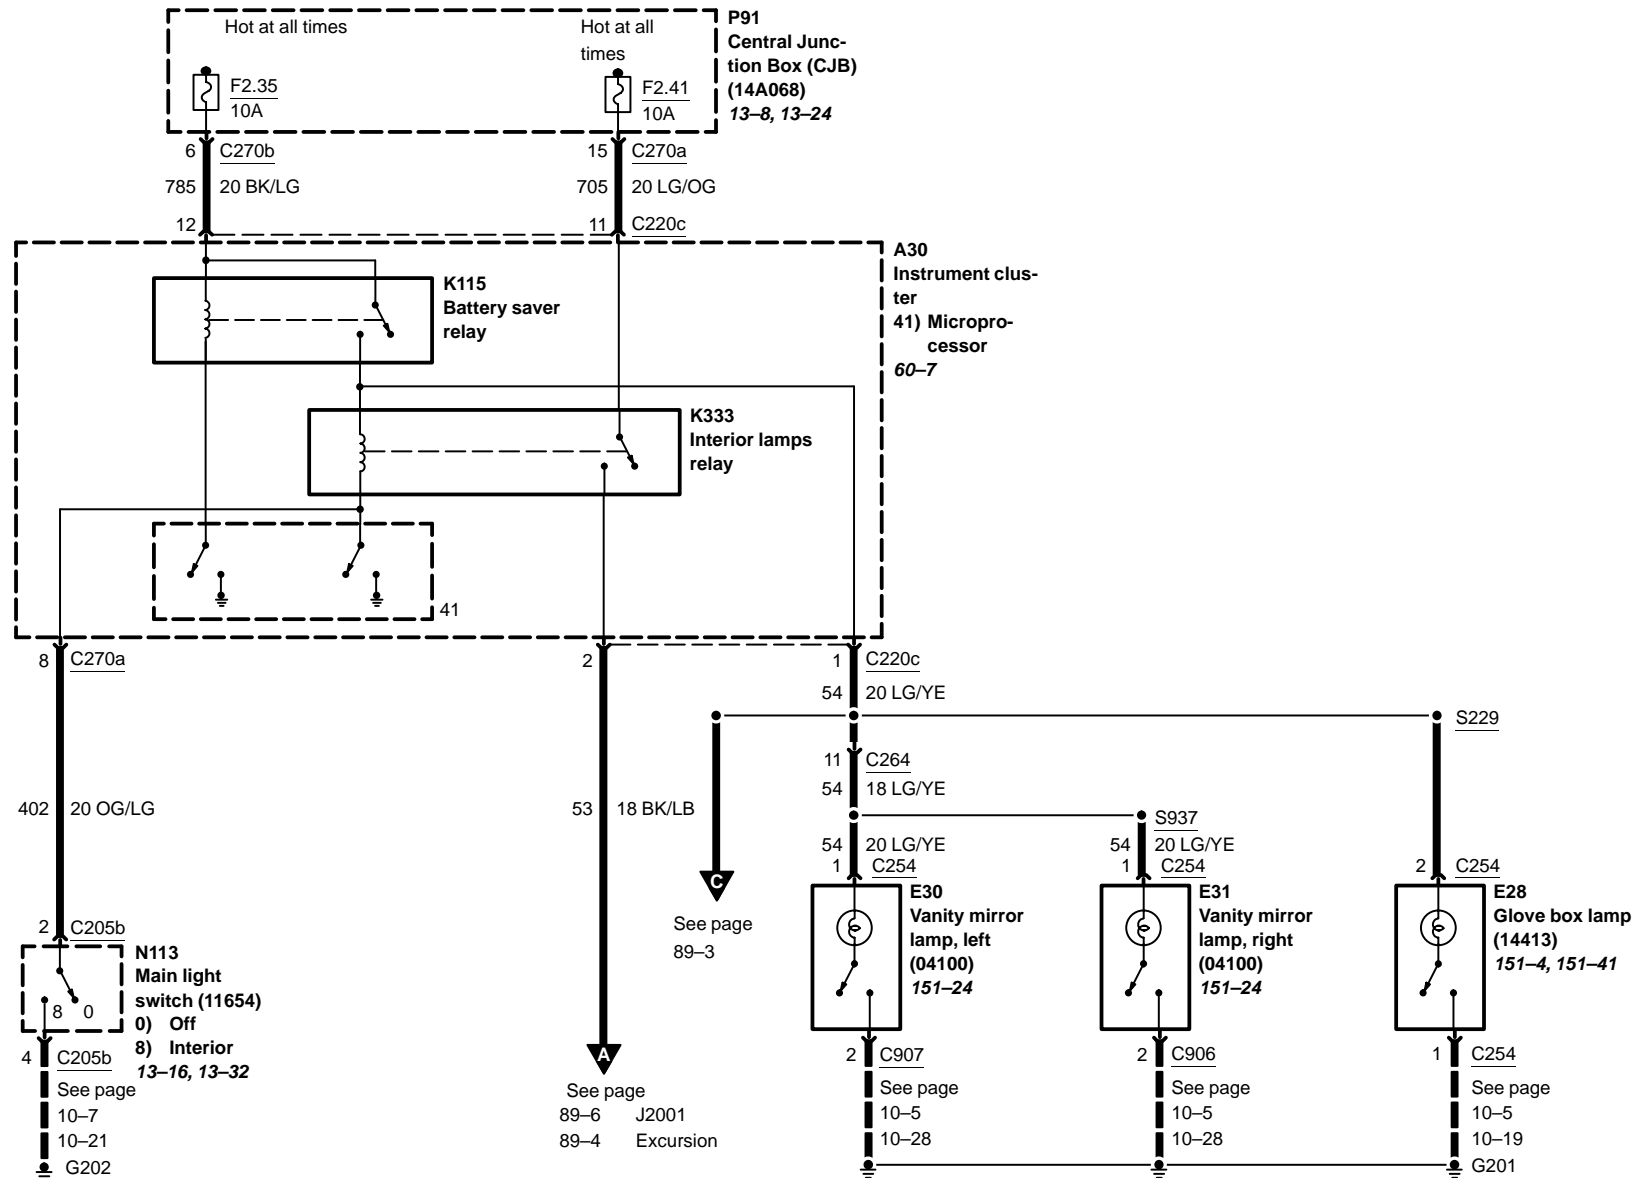 Hot at all times
Hot at all
times
F2.35
10A
F2.41
10A
P91
Central Junc-
tion Box (CJB)
(14A068)
13–8, 13–24
6 C270b
15 C270a
785 20 BK/LG
705 20 LG/OG
12
11 C220c
A30
Instrument clus-
ter
41) Micropro-
cessor
60–7
K115
Battery saver
relay
K333
Interior lamps
relay
41
8 C270a
2
1 C220c
54 20 LG/YE
S229
11 C264
54 18 LG/YE
402 20 OG/LG
53 18 BK/LB
S937
54 20 LG/YE
54 20 LG/YE
1 C254
1 C254
2 C254
C
See page
89–3
E30
Vanity mirror
lamp, left
(04100)
151–24
E31
Vanity mirror
lamp, right
(04100)
151–24
E28
Glove box lamp
(14413)
151–4, 151–41
2 C205b
N113
Main light
switch (11654)
0) Off
8) Interior
13–16, 13–32
8 0
4 C205b
See page
10–7
10–21
G202
A
See page
89–6 J2001
89–4 Excursion
2 C907
See page
10–5
10–28
2 C906
See page
10–5
10–28
1 C254
See page
10–5
10–19
G201